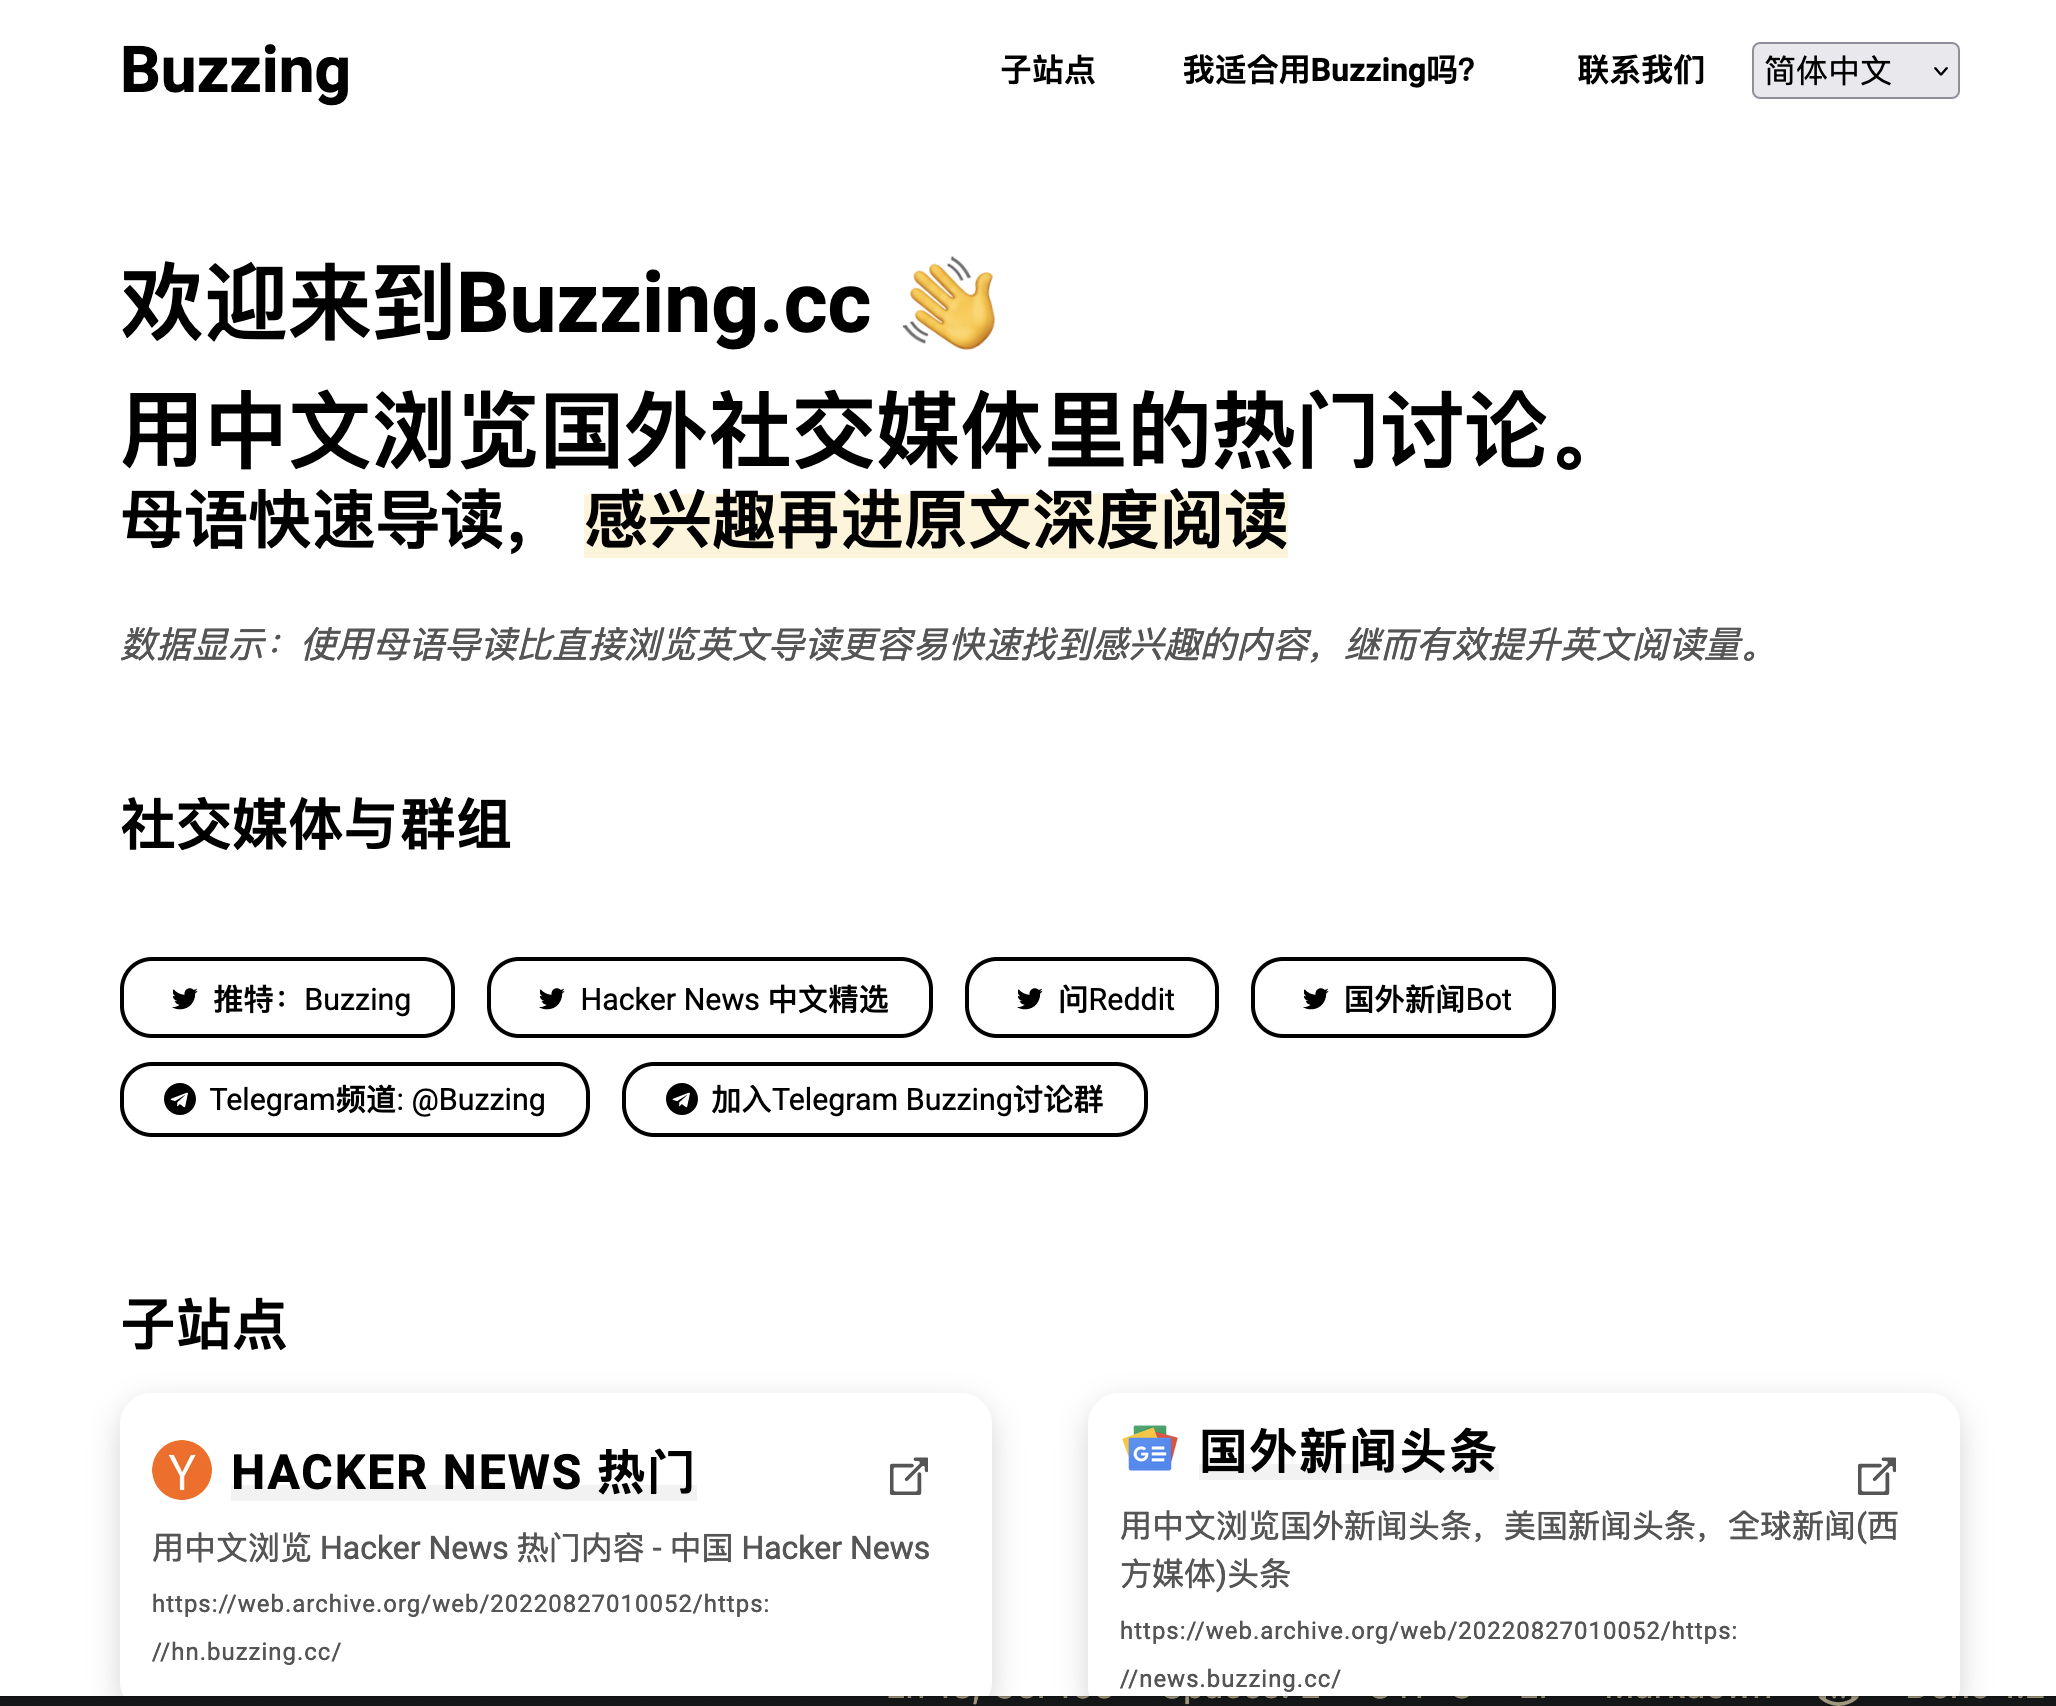 Buzzing
子站点 我适合用Buzzing吗? 联系我们 简体中文
欢迎来到Buzzing.cc 👋
用中文浏览国外社交媒体里的热门讨论。
母语快速导读， 感兴趣再进原文深度阅读
数据显示：使用母语导读比直接浏览英文导读更容易快速找到感兴趣的内容，继而有效提升英文阅读量。
社交媒体与群组
推特：Buzzing
Hacker News 中文精选
问Reddit
国外新闻Bot
Telegram频道: @Buzzing
加入Telegram Buzzing讨论群
子站点
HACKER NEWS 热门
用中文浏览 Hacker News 热门内容 - 中国 Hacker News
https://web.archive.org/web/20220827010052/https:
//hn.buzzing.cc/
GE
国外新闻头条
用中文浏览国外新闻头条，美国新闻头条，全球新闻(西
方媒体)头条
https://web.archive.org/web/20220827010052/https:
//news.buzzing.cc/